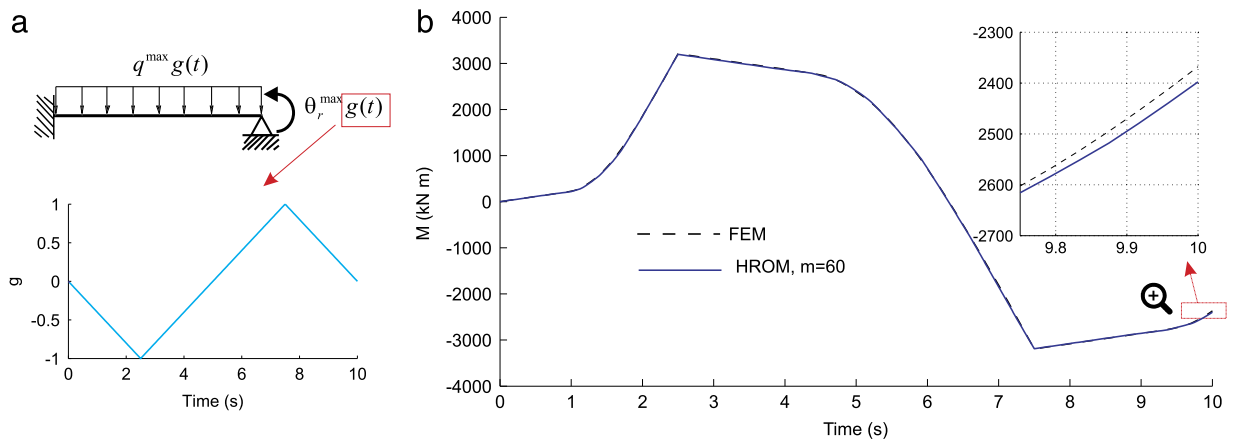 a
q^max g(t)
θ_r^max g(t)
1
0.5
0
-0.5
-1
g
0 2 4 6 8 10
Time (s)
b
4000
3000
2000
1000
0
-1000
-2000
-3000
-4000
M (kN m)
0 1 2 3 4 5 6 7 8 9 10
Time (s)
FEM
HROM, m=60
-2300
-2400
2500
2600
-2700
9.8 9.9 10